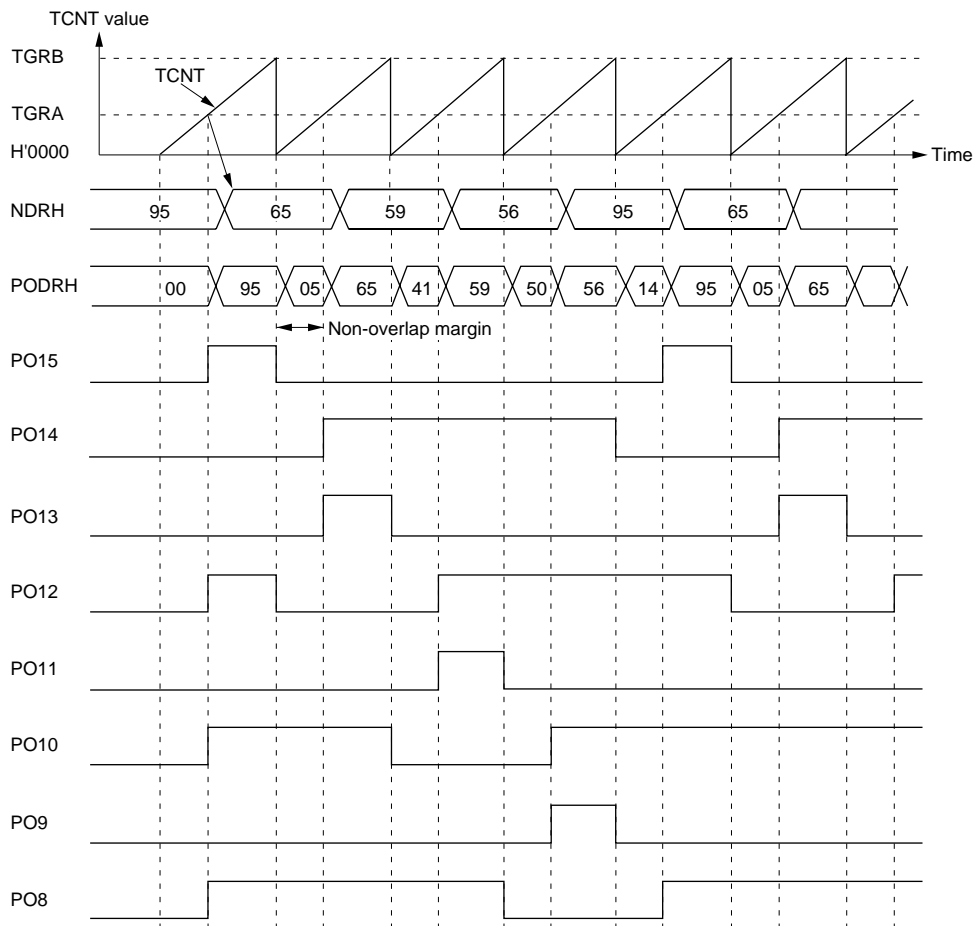 TCNT value
TGRB
TCNT
TGRA
H'0000
Time
NDRH 95 65 59 56 95 65
PODRH 00 95 05 65 41 59 50 56 14 95 05 65
Non-overlap margin
PO15
PO14
PO13
PO12
PO11
PO10
PO9
PO8